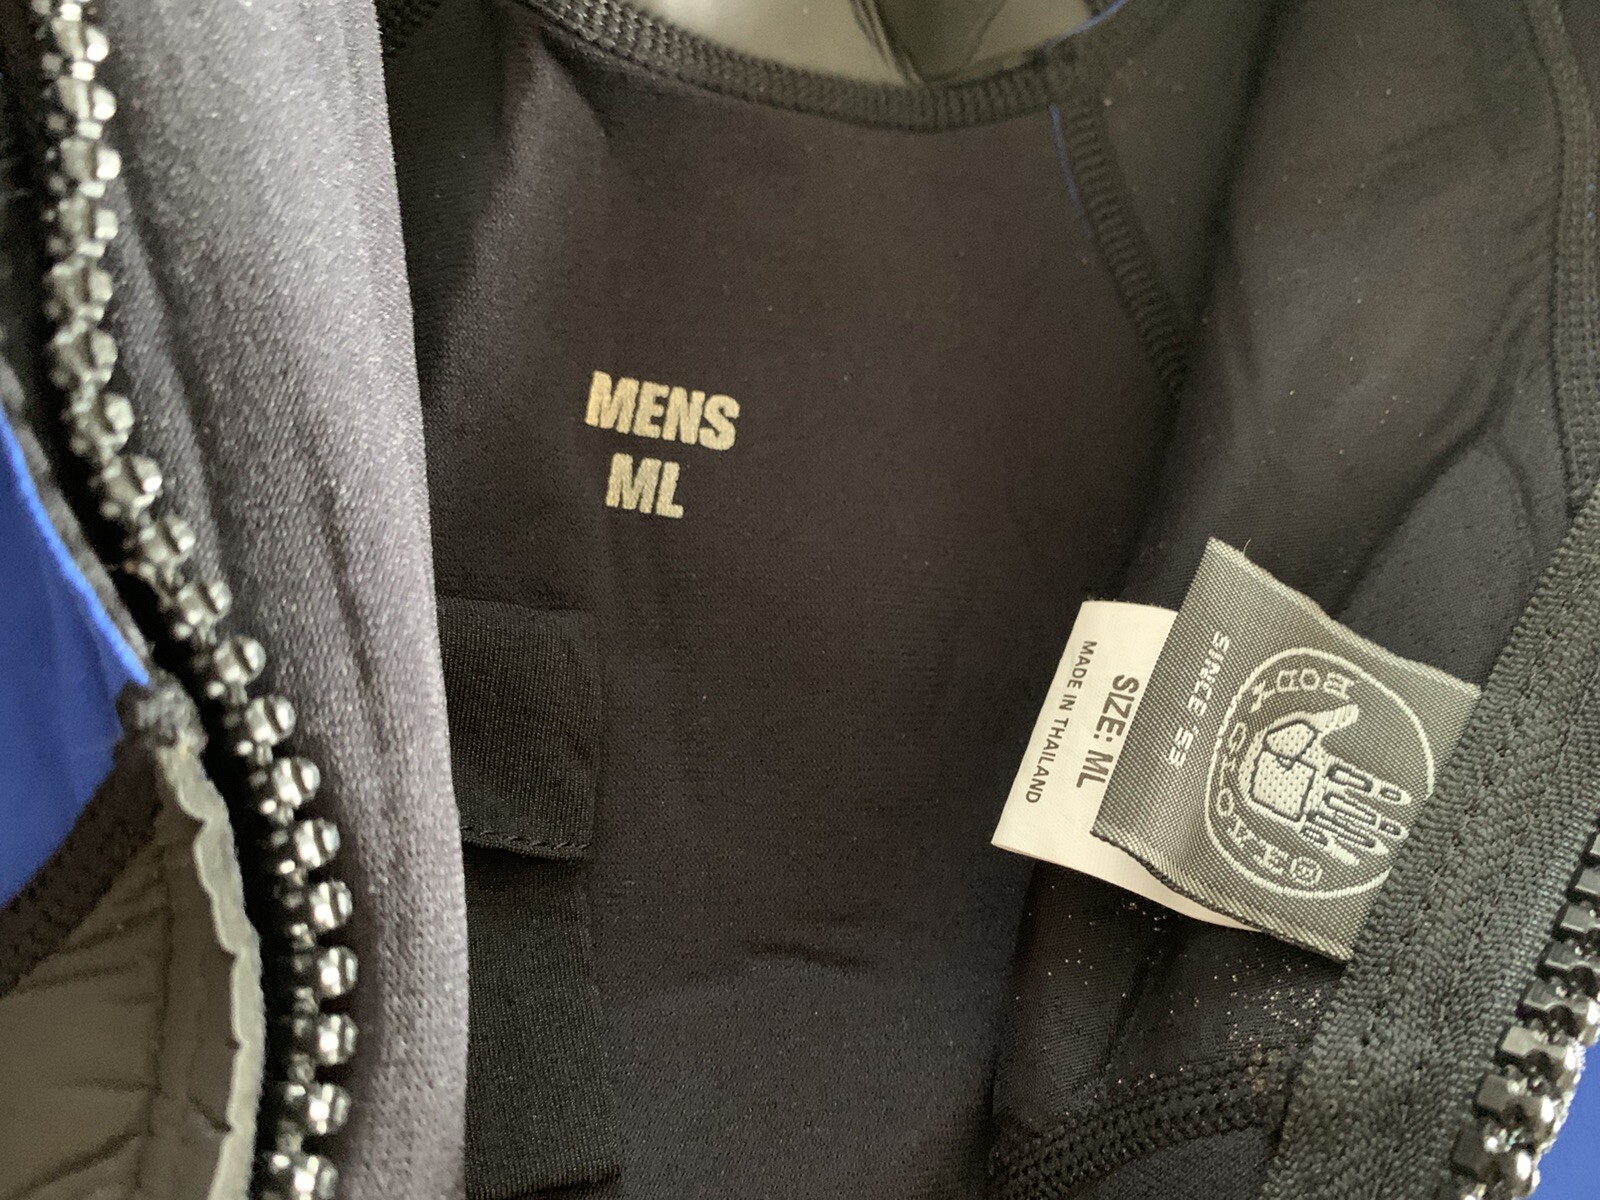 MENS
ML
SIZE: ML
MADE IN THAILAND
SINCE '53
BODY GLOVE®